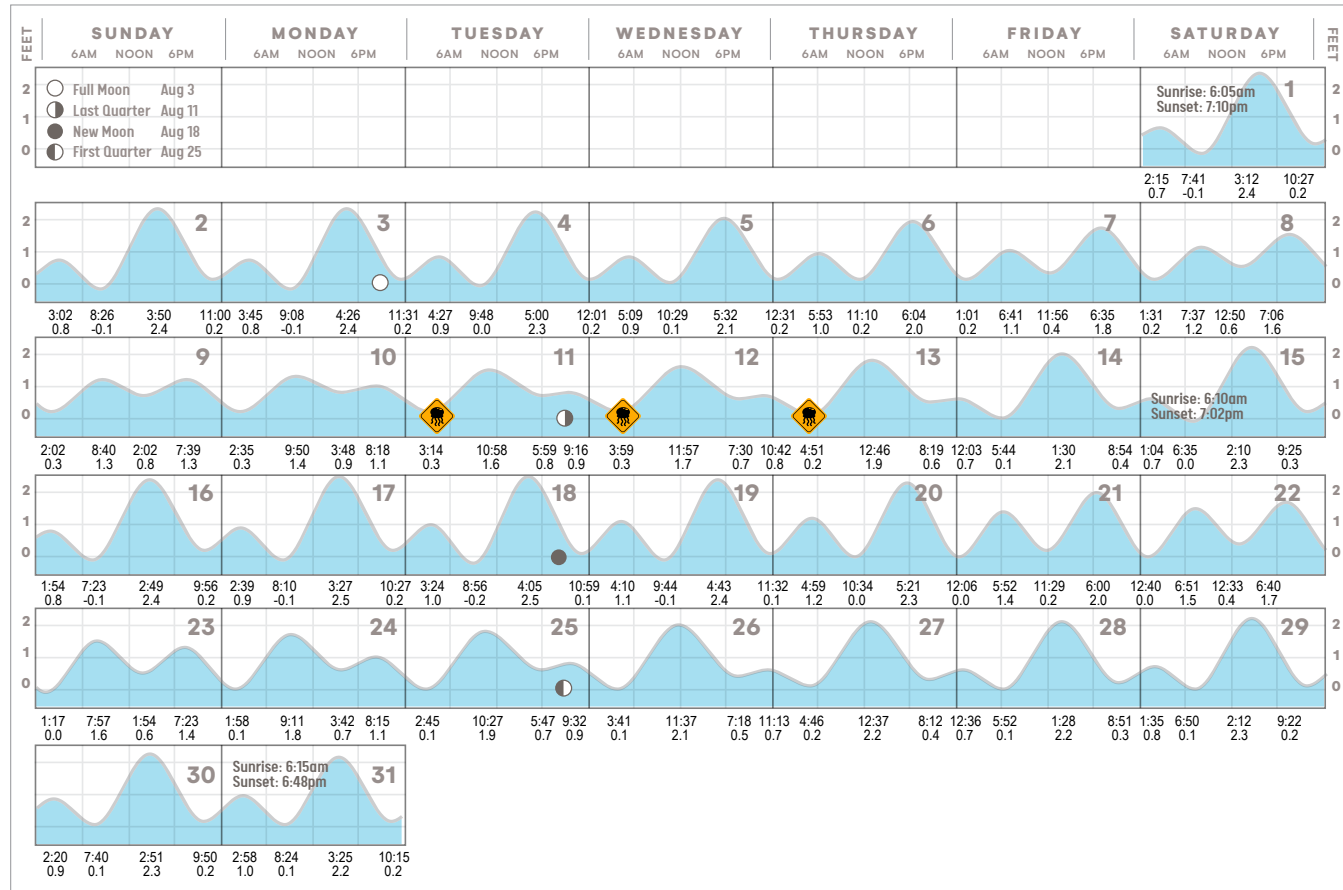 FEET SUNDAY MONDAY TUESDAY WEDNESDAY THURSDAY FRIDAY SATURDAY FEET
6AM NOON 6PM 6AM NOON 6PM 6AM NOON 6PM 6AM NOON 6PM 6AM NOON 6PM 6AM NOON 6PM 6AM NOON 6PM
2 Full Moon Aug 3 Sunrise: 6:05am 1 2
Last Quarter Aug 11 Sunset: 7:10pm
1 New Moon Aug 18 1
0 First Quarter Aug 25 0
2:15 7:41 3:12 10:27
0.7 -0.1 2.4 0.2
2 2 3 4 5 6 7 8 2
1 1
0 0
3:02 8:26 3:50 11:00 3:45 9:08 4:26 11:31 4:27 9:48 5:00 12:01 5:09 10:29 5:32 12:31 5:53 11:10 6:04 1:01 6:41 11:56 6:35 1:31 7:37 12:50 7:06
0.8 -0.1 2.4 0.2 0.8 -0.1 2.4 0.2 0.9 0.0 2.3 0.2 0.9 0.1 2.1 0.2 1.0 0.2 2.0 0.2 1.1 0.4 1.8 0.2 1.2 0.6 1.6
2 9 10 11 12 13 14 15 2
1 Sunrise: 6:10am 1
0 Sunset: 7:02pm 0
2:02 8:40 2:02 7:39 2:35 9:50 3:48 8:18 3:14 10:58 5:59 9:16 3:59 11:57 7:30 10:42 4:51 12:46 8:19 12:03 5:44 1:30 8:54 1:04 6:35 2:10 9:25
0.3 1.3 0.8 1.3 0.3 1.4 0.9 1.1 0.3 1.6 0.8 0.9 0.3 1.7 0.7 0.8 0.2 1.9 0.6 0.7 0.1 2.1 0.4 0.7 0.0 2.3 0.3
2 16 17 18 19 20 21 22 2
1 1
0 0
1:54 7:23 2:49 9:56 2:39 8:10 3:27 10:27 3:24 8:56 4:05 10:59 4:10 9:44 4:43 11:32 4:59 10:34 5:21 12:06 5:52 11:29 6:00 12:40 6:51 12:33 6:40
0.8 -0.1 2.4 0.2 0.9 -0.1 2.5 0.2 1.0 -0.2 2.5 0.1 1.1 -0.1 2.4 0.1 1.2 0.0 2.3 0.0 1.4 0.2 2.0 0.0 1.5 0.4 1.7
2 23 24 25 26 27 28 29 2
1 1
0 0
1:17 7:57 1:54 7:23 1:58 9:11 3:42 8:15 2:45 10:27 5:47 9:32 3:41 11:37 7:18 11:13 4:46 12:37 8:12 12:36 5:52 1:28 8:51 1:35 6:50 2:12 9:22
0.0 1.6 0.6 1.4 0.1 1.8 0.7 1.1 0.1 1.9 0.7 0.9 0.1 2.1 0.5 0.7 0.2 2.2 0.4 0.7 0.1 2.2 0.3 0.8 0.1 2.3 0.2
30 Sunrise: 6:15am 31
Sunset: 6:48pm
2:20 7:40 2:51 9:50 2:58 8:24 3:25 10:15
0.9 0.1 2.3 0.2 1.0 0.1 2.2 0.2